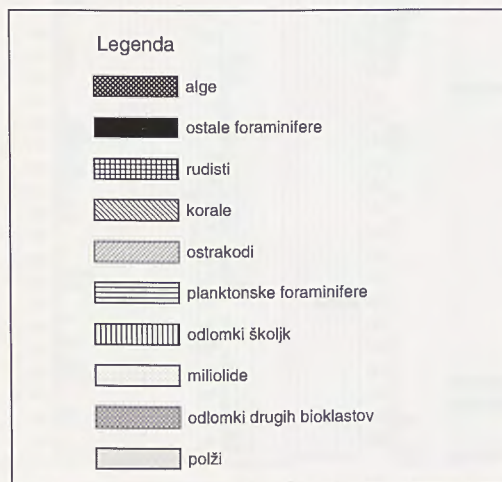 Legenda
alge
ostale foraminifere
rudisti
korale
ostrakodi
planktonske foraminifere
odlomki školjk
miliolide
odlomki drugih bioklastov
polži